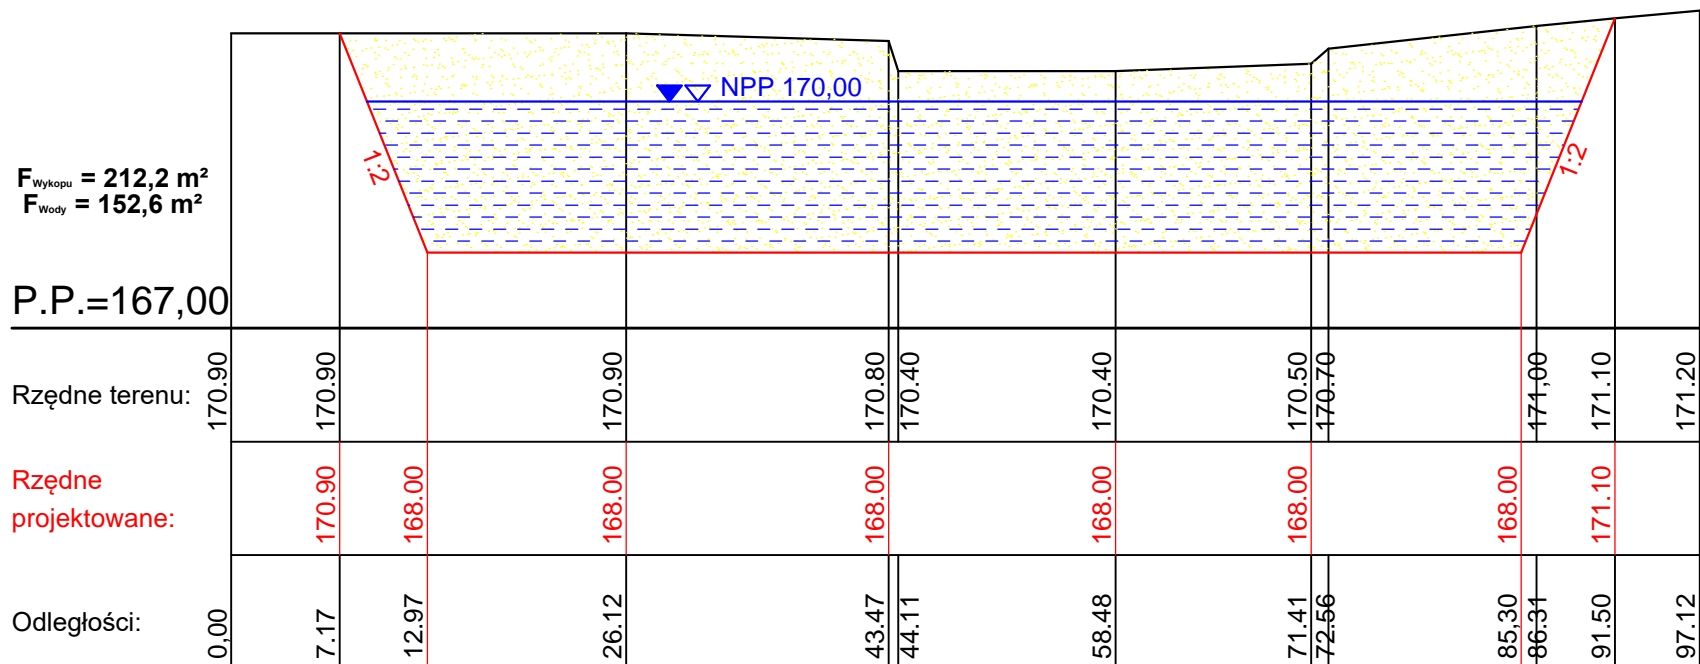 NPP 170,00
1:2
1:2
FWykopu = 212,2 m²
FWody = 152,6 m²
P.P.=167,00
Rzędne terenu: 170.90 170.90 170.90 170.80 170.40 170.40 170.50 170.70 171,00 171.10 171.20
Rzędne
projektowane: 170.90 168.00 168.00 168.00 168.00 168.00 168.00 171.10
Odległości: 0,00 7.17 12.97 26.12 43.47 44.11 58.48 71.41 72.56 85,30 86.31 91.50 97.12